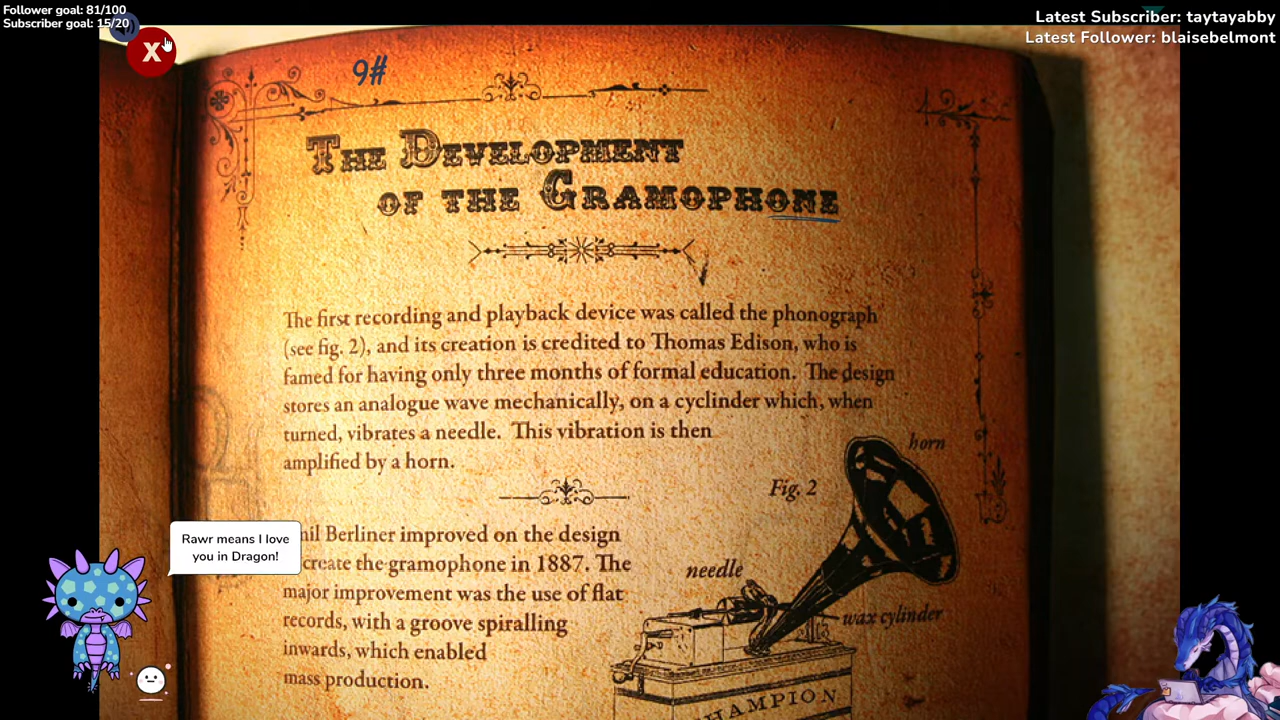 Follower goal: 81/100
Subscriber goal: 15/20
Latest Subscriber: taytayabby
Latest Follower: blaisebelmont
X
9#
The Development
of the Gramophone
The first recording and playback device was called the phonograph
(see fig. 2), and its creation is credited to Thomas Edison, who is
famed for having only three months of formal education. The design
stores an analogue wave mechanically, on a cyclinder which, when
turned, vibrates a needle. This vibration is then
amplified by a horn.
horn
Fig. 2
Berliner improved on the design
create the gramophone in 1887. The
major improvement was the use of flat
records, with a groove spiralling
inwards, which enabled
mass production.
needle
wax cylinder
Rawr means I love
you in Dragon!